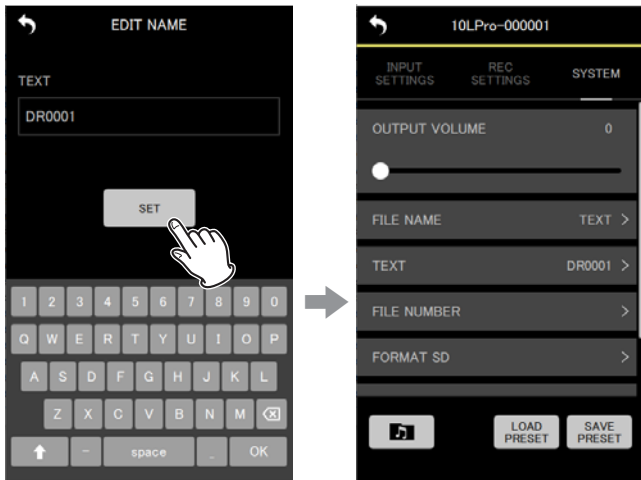 EDIT NAME
TEXT
DR0001
SET
1 2 3 4 5 6 7 8 9 0
Q W E R T Y U I O P
A S D F G H J K L
Z X C V B N M
- space _ OK
10LPro-000001
INPUT SETTINGS
REC SETTINGS
SYSTEM
OUTPUT VOLUME 0
FILE NAME TEXT >
TEXT DR0001 >
FILE NUMBER >
FORMAT SD >
LOAD PRESET
SAVE PRESET